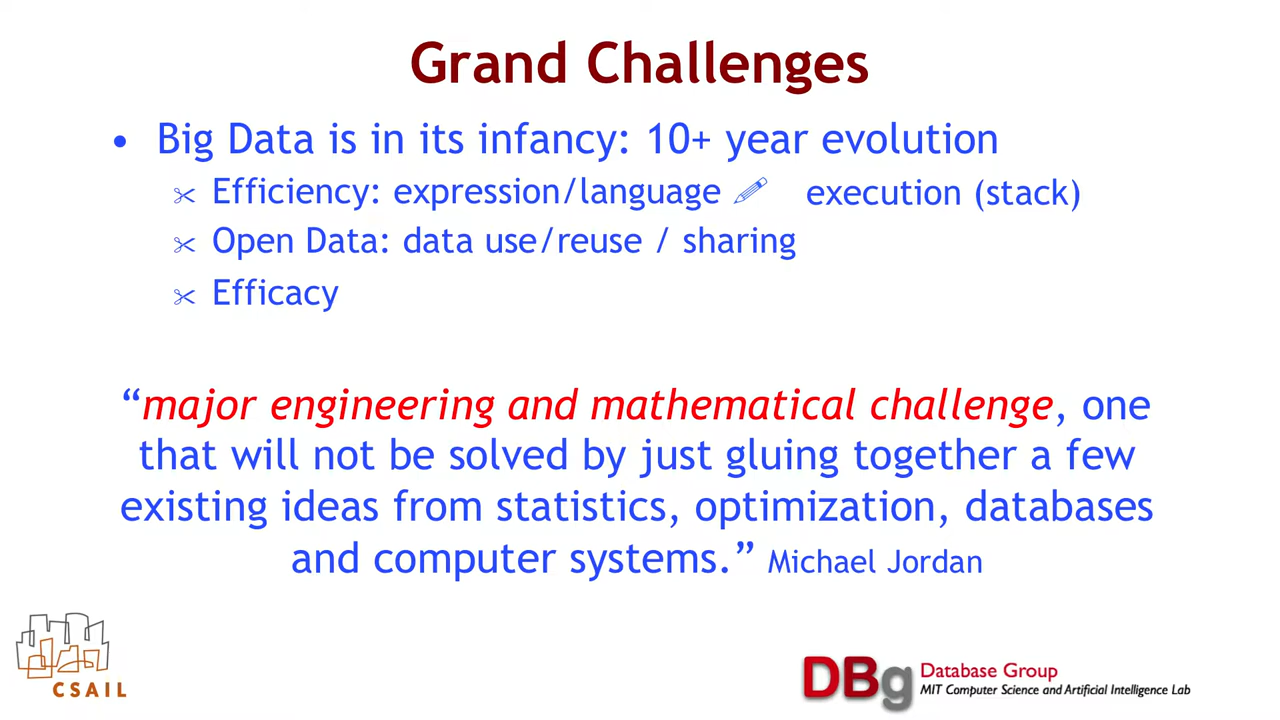 Grand Challenges
• Big Data is in its infancy: 10+ year evolution
✂ Efficiency: expression/language ✏ execution (stack)
✂ Open Data: data use/reuse / sharing
✂ Efficacy
“major engineering and mathematical challenge, one
that will not be solved by just gluing together a few
existing ideas from statistics, optimization, databases
and computer systems.” Michael Jordan
CSAIL
DBg Database Group
MIT Computer Science and Artificial Intelligence Lab